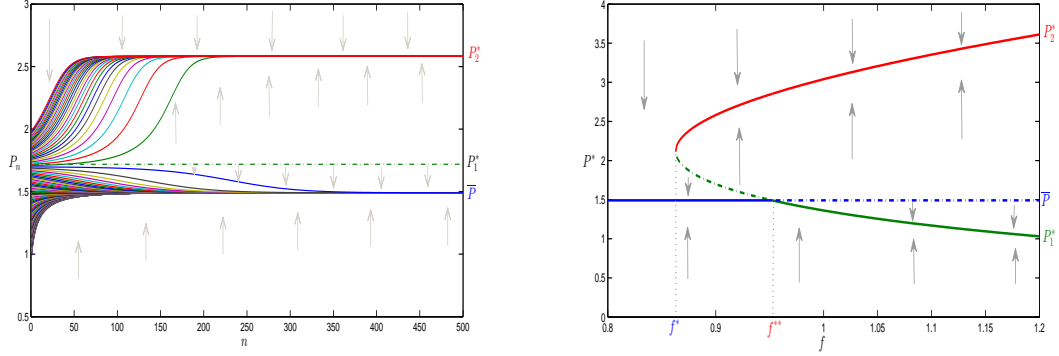 3
2.5
2
1.5
1
0.5
P_n
0 50 100 150 200 250 300 350 400 450 500
n
P_2^*
P_1^*
\overline{P}
4
3.5
3
2.5
2
1.5
1
0.5
0
P^*
0.8 0.9 1 1.05 1.1 1.15 1.2
f^* f^{**}
f
P_2^*
\overline{P}
P_1^*